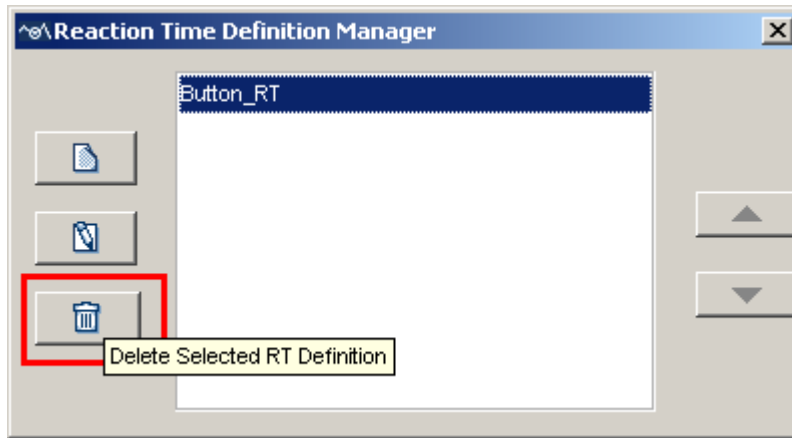 Reaction Time Definition Manager
Button_RT
Delete Selected RT Definition